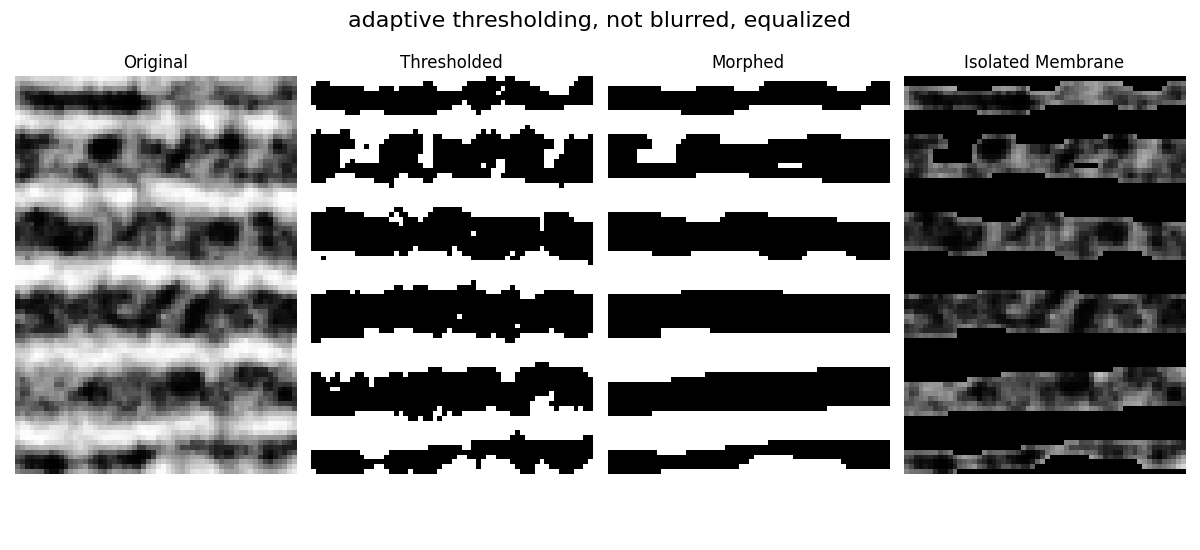 adaptive thresholding, not blurred, equalized
Original
Thresholded
Morphed
Isolated Membrane